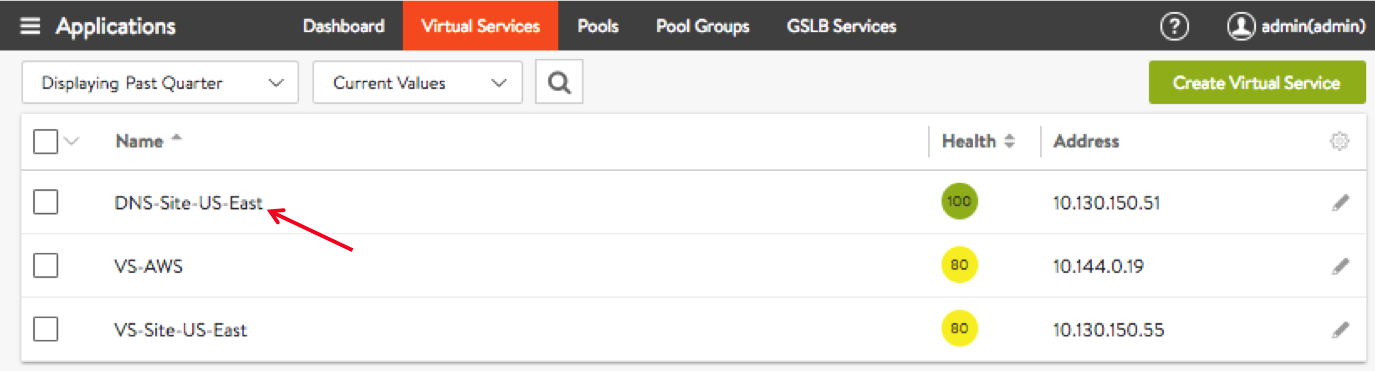 Applications Dashboard Virtual Services Pools Pool Groups GSLB Services ? admin(admin)
Displaying Past Quarter Current Values Create Virtual Service
Name Health Address
DNS-Site-US-East 100 10.130.150.51
VS-AWS 80 10.144.0.19
VS-Site-US-East 80 10.130.150.55